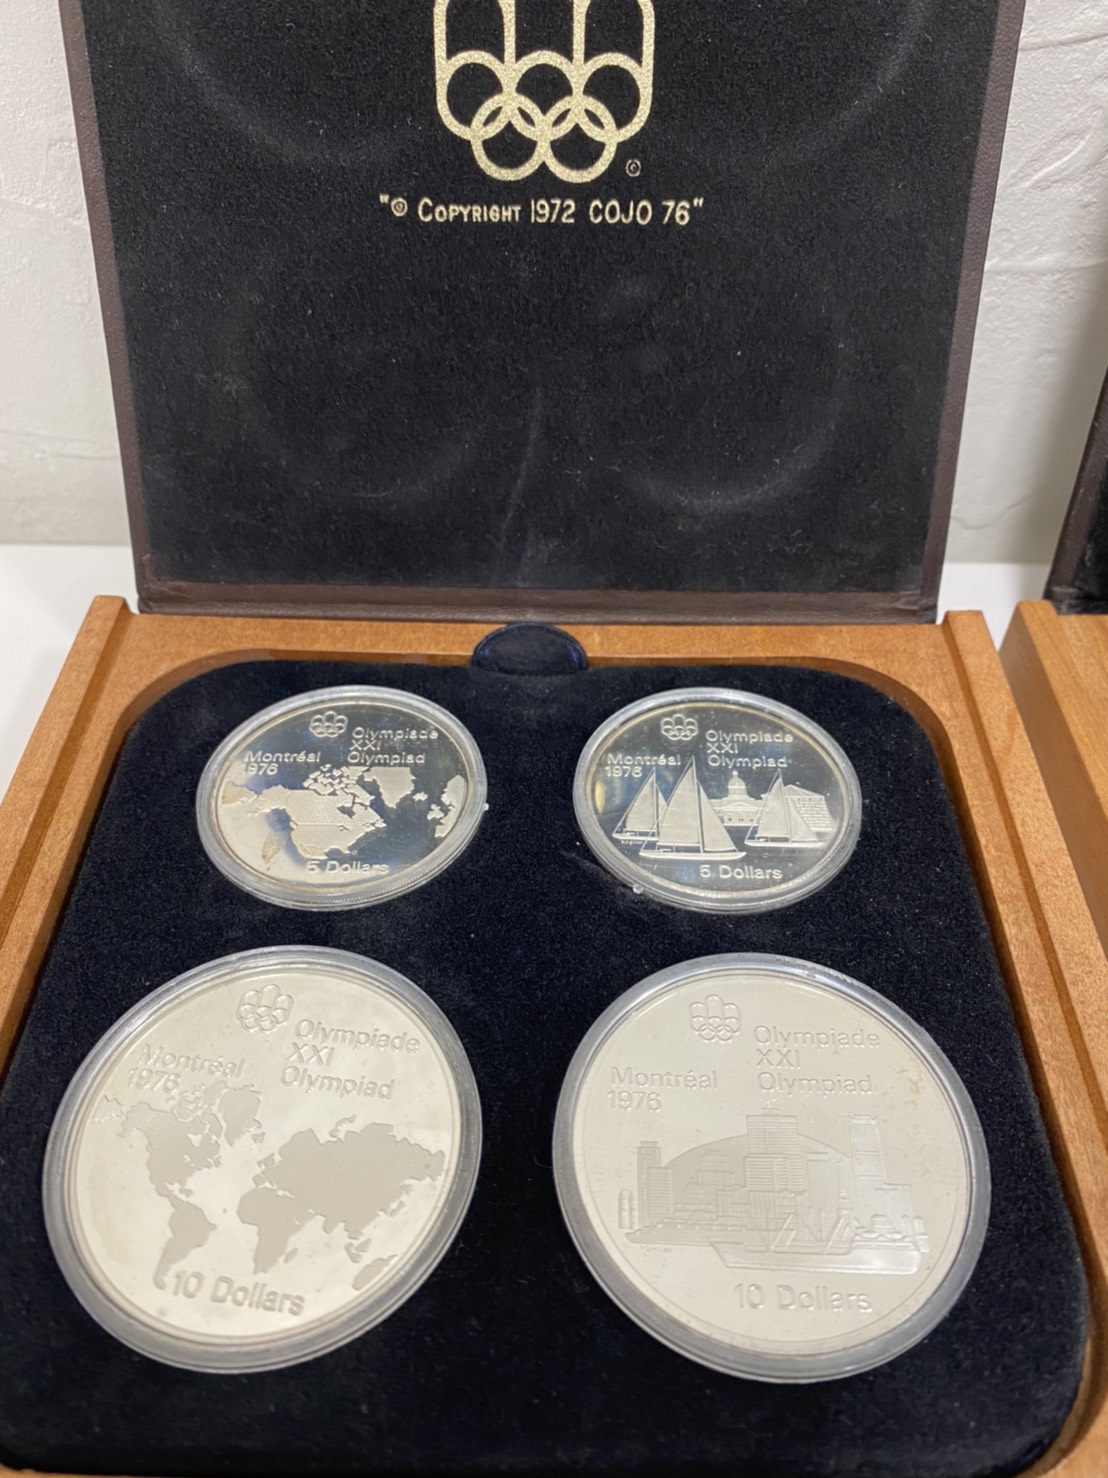 ©
"© COPYRIGHT 1972 COJO 76"
Olympiade
XXI
Olympiad
Montréal
1976
5 Dollars
Olympiade
XXI
Olympiad
Montréal
1976
5 Dollars
Olympiade
XXI
Olympiad
Montréal
1976
10 Dollars
Olympiade
XXI
Olympiad
Montréal
1976
10 Dollars